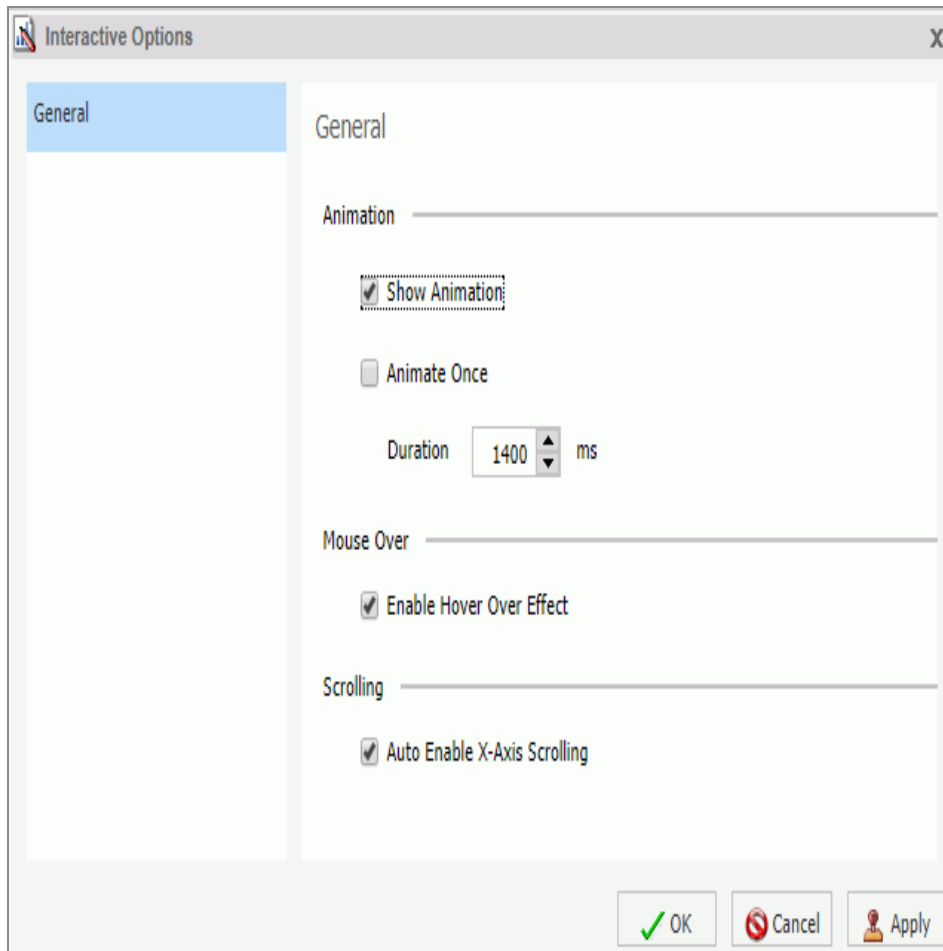 Interactive Options
X
General
General
Animation
Show Animation
Animate Once
Duration 1400 ms
Mouse Over
Enable Hover Over Effect
Scrolling
Auto Enable X-Axis Scrolling
OK Cancel Apply